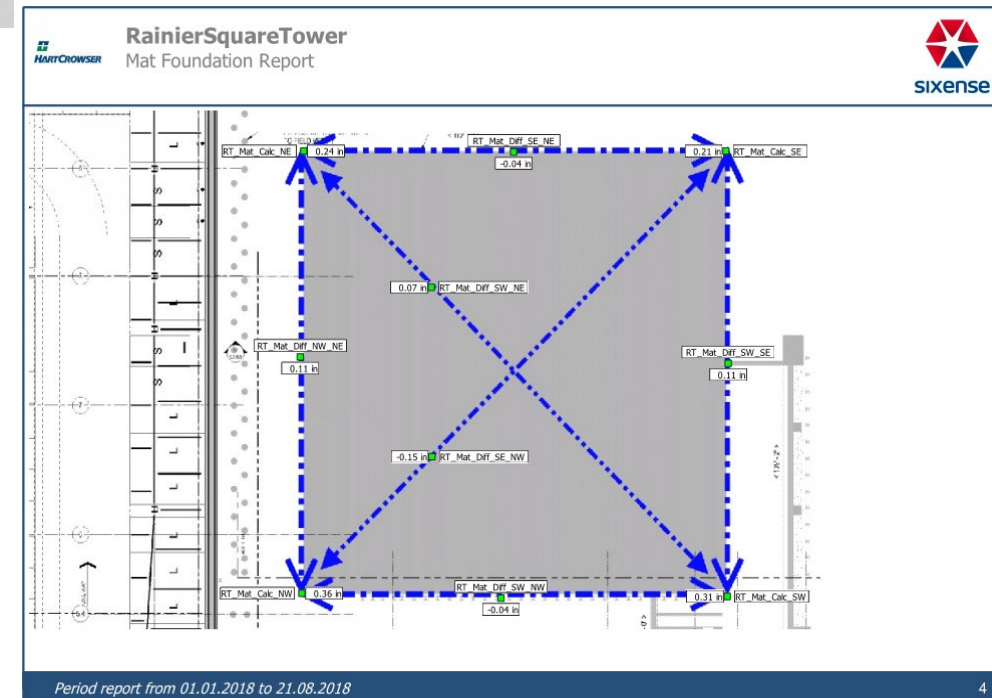 RainierSquareTower
HARTCROWSER
Mat Foundation Report
sixense
RT_Mat_Diff_SE_NE
RT_Mat_Calc_NE 0.24 in
0.21 in RT_Mat_Calc_SE
-0.04 in
0.07 in RT_Mat_Diff_SW_NE
RT_Mat_Diff_NW_NE
0.11 in
RT_Mat_Diff_SW_SE
0.11 in
-0.15 in RT_Mat_Diff_SE_NW
RT_Mat_Diff_SW_NW
RT_Mat_Calc_NW 0.36 in
0.31 in RT_Mat_Calc_SW
-0.04 in
Period report from 01.01.2018 to 21.08.2018
4